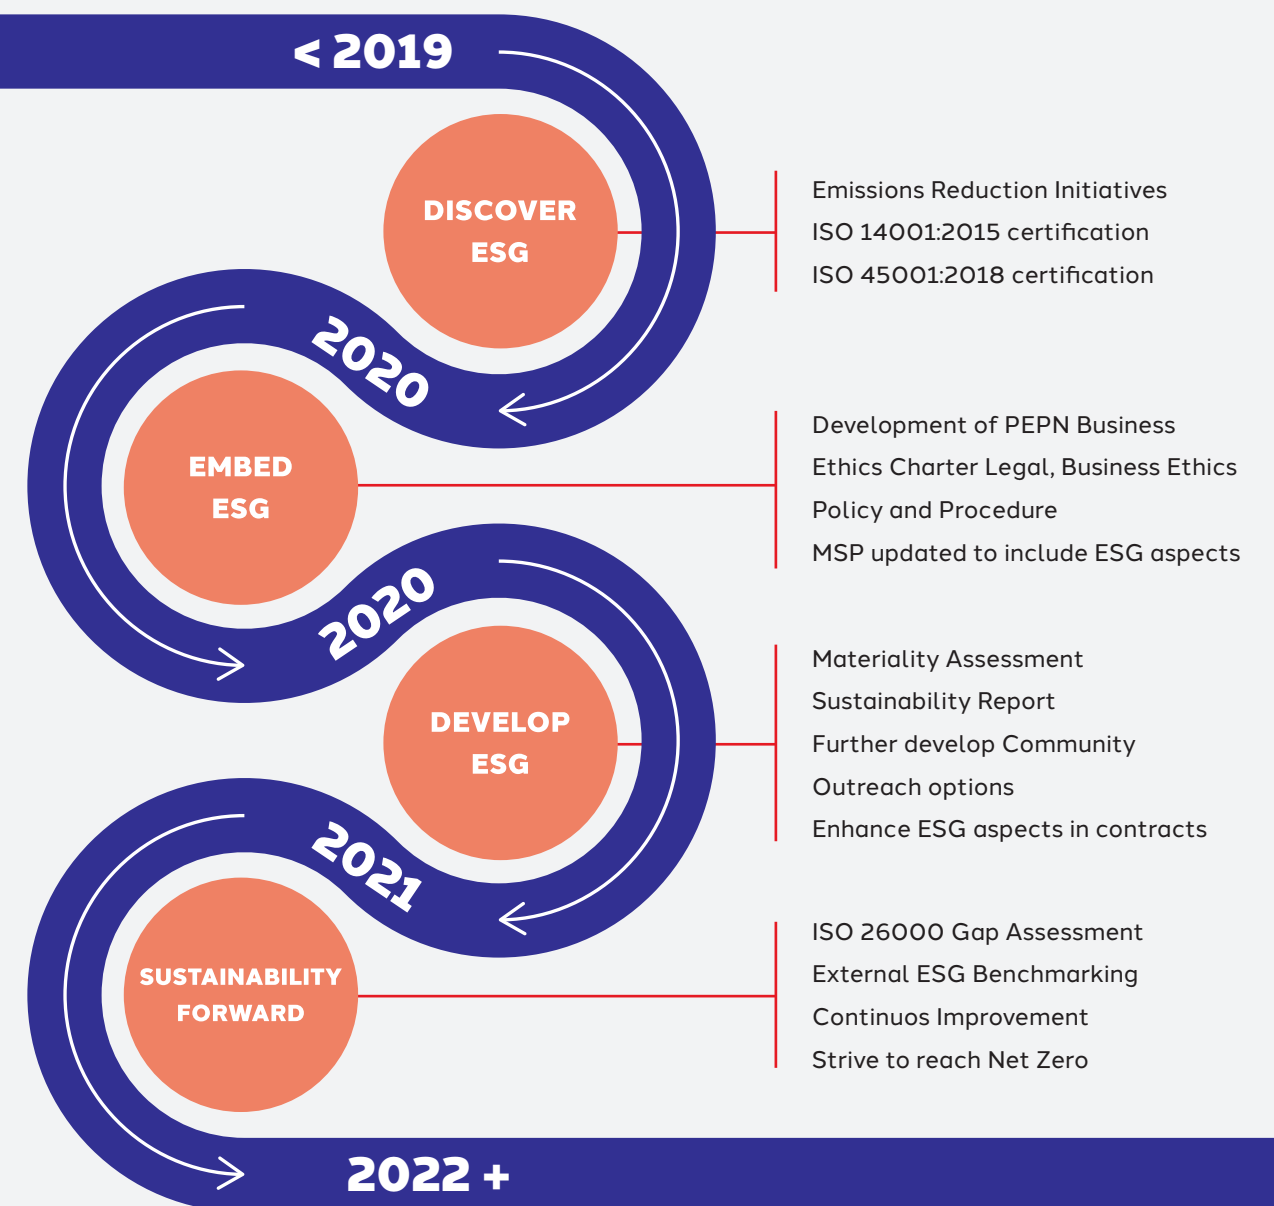 < 2019
DISCOVER
ESG
Emissions Reduction Initiatives
ISO 14001:2015 certification
ISO 45001:2018 certification
2020
EMBED
ESG
Development of PEPN Business
Ethics Charter Legal, Business Ethics
Policy and Procedure
MSP updated to include ESG aspects
2020
DEVELOP
ESG
Materiality Assessment
Sustainability Report
Further develop Community
Outreach options
Enhance ESG aspects in contracts
2021
SUSTAINABILITY
FORWARD
ISO 26000 Gap Assessment
External ESG Benchmarking
Continuos Improvement
Strive to reach Net Zero
2022 +